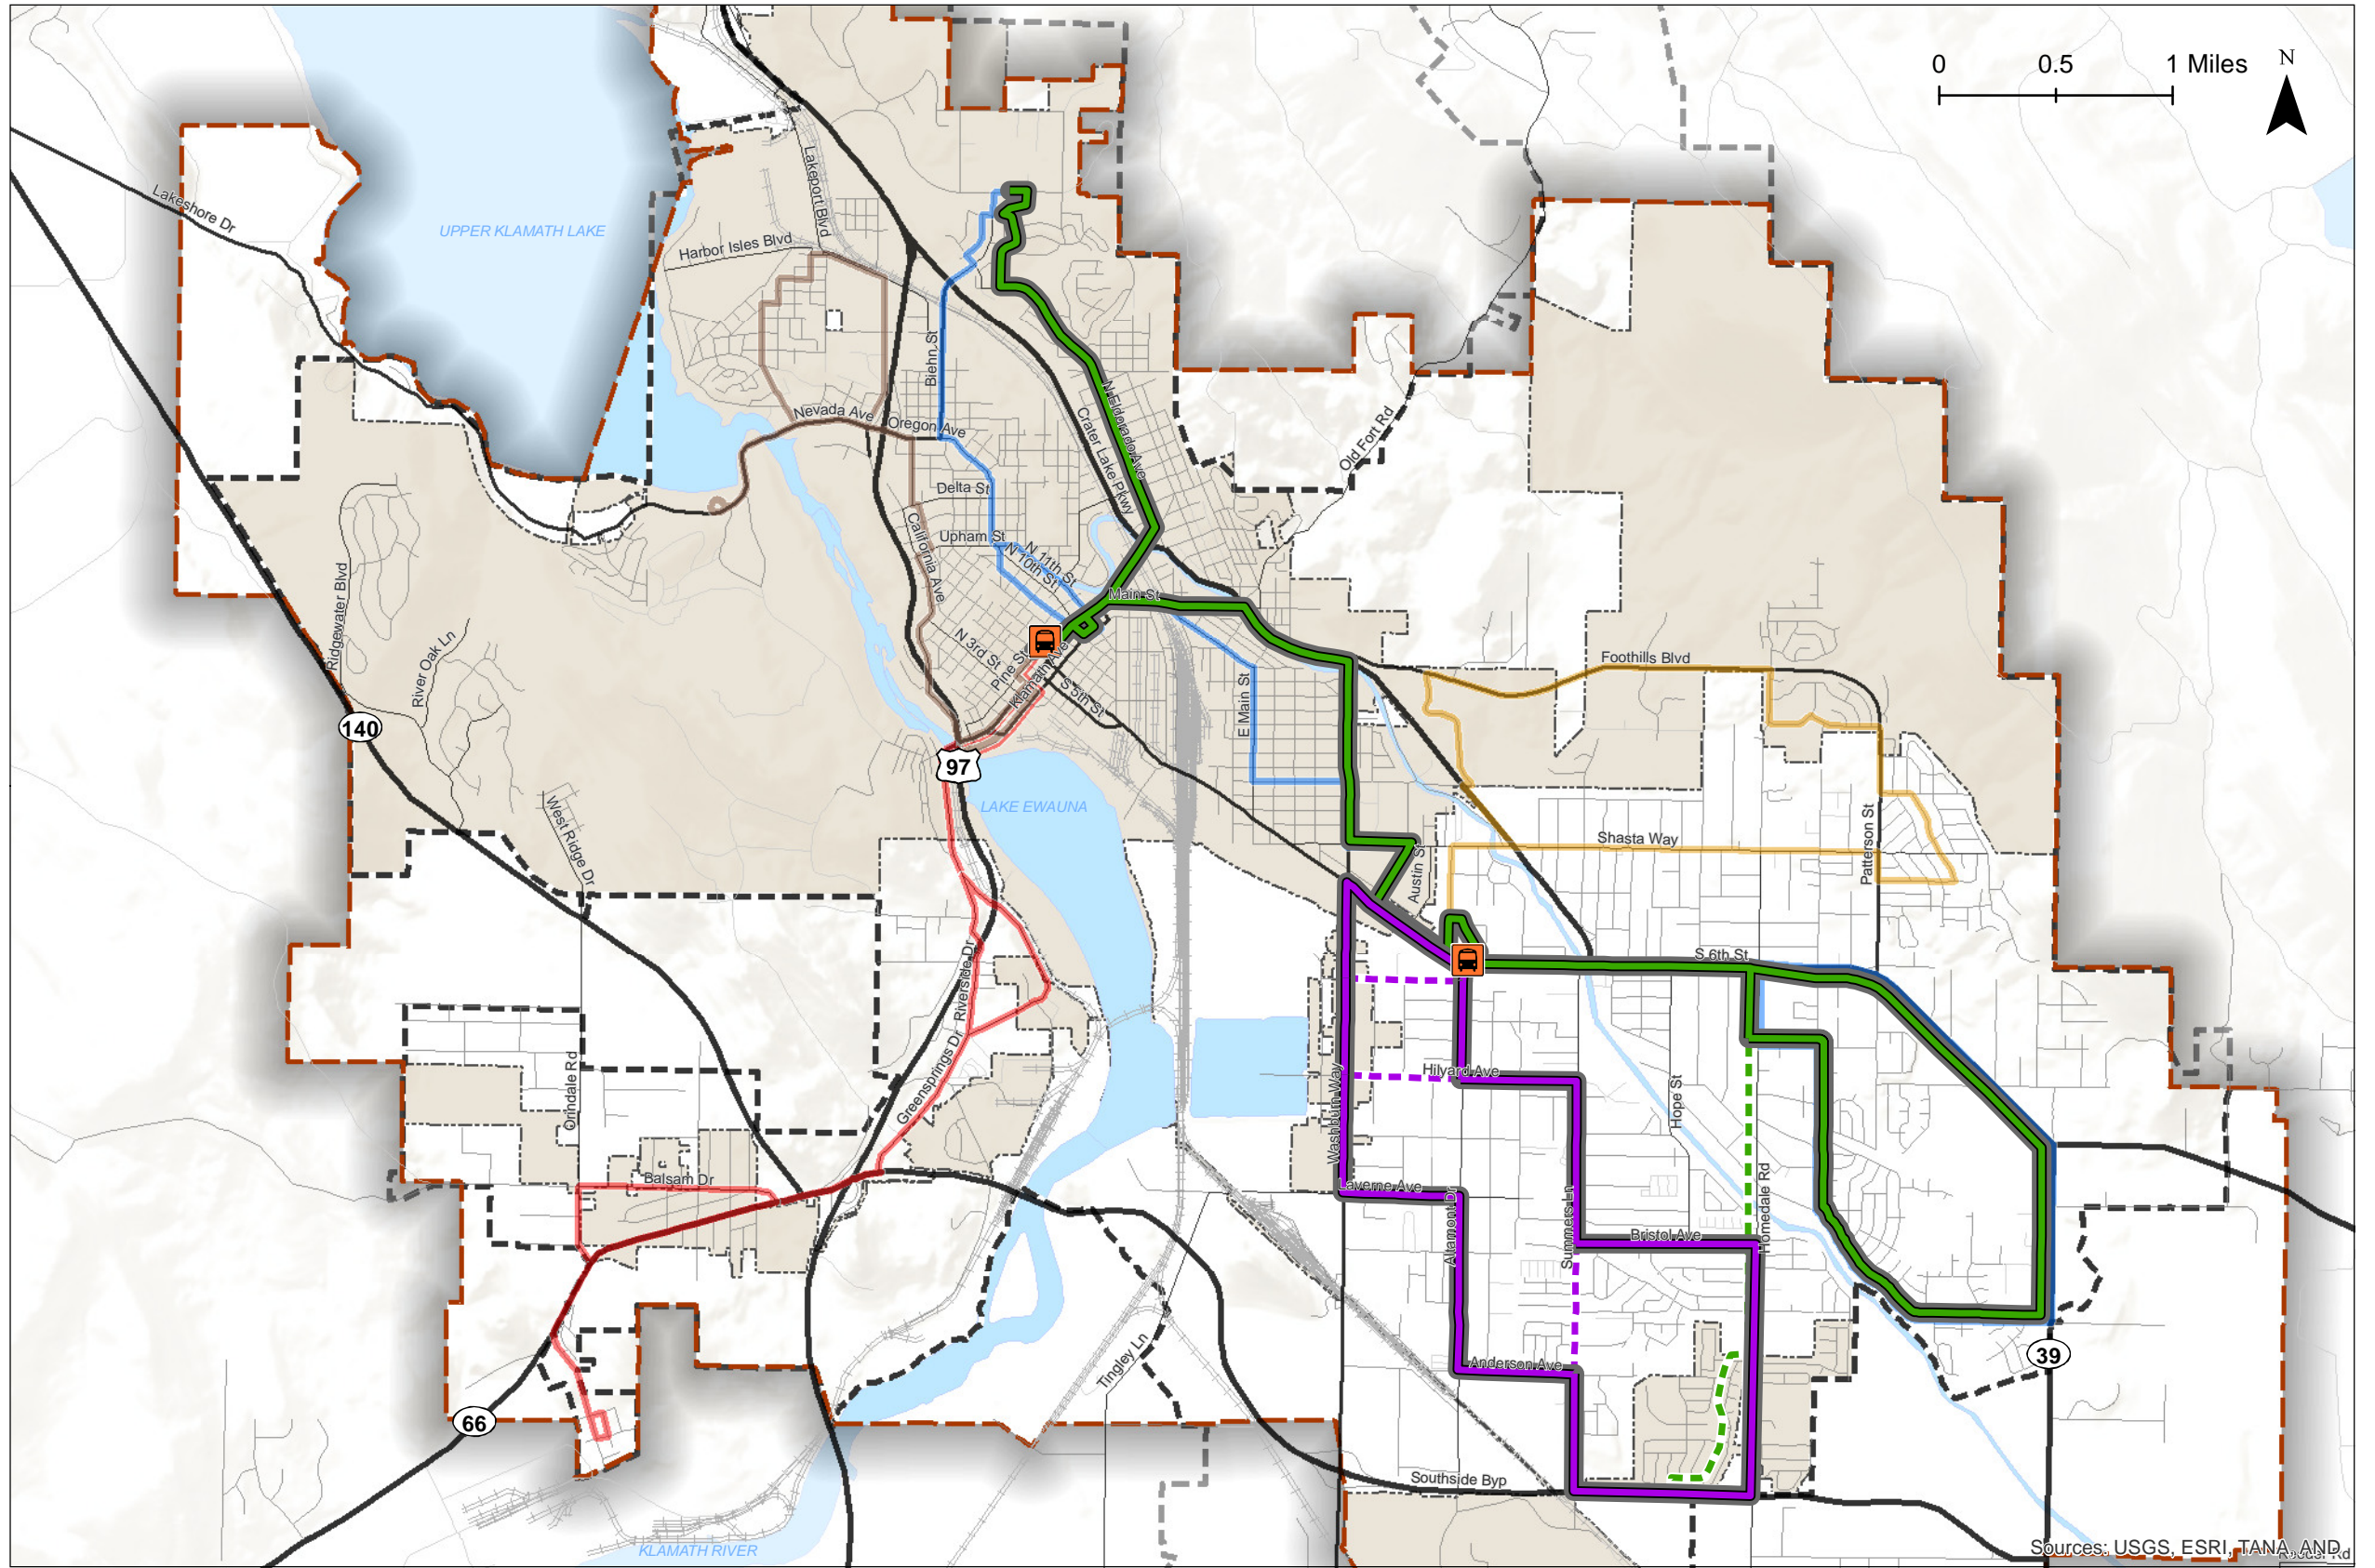 0 0.5 1 Miles
N
Lakeshore Dr
UPPER KLAMATH LAKE
Lakeport Blvd
Harbor Isles Blvd
Biehn St
Nevada Ave
Oregon Ave
N Eldorado Ave
Crater Lake Pkwy
Old Fort Rd
Delta St
California Ave
Upham St
N 11th St
N 10th St
Main St
Ridgewater Blvd
River Oak Ln
N 3rd St
Pine St
Klamath Ave
S 5th St
E Main St
Foothills Blvd
140
97
LAKE EWAUNA
West Ridge Dr
Shasta Way
Patterson St
Austin St
S 6th St
Riverside Dr
Greensprings Dr
Orindale Rd
Hilyard Ave
Hope St
Washburn Way
Balsam Dr
Laverne Ave
Altamont Dr
Summers Ln
Homedale Rd
Bristol Ave
Tingley Ln
Anderson Ave
39
66
Southside Byp
KLAMATH RIVER
Sources: USGS, ESRI, TANA, AND